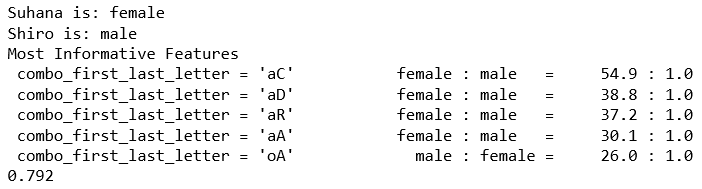 Suhana is: female
Shiro is: male
Most Informative Features
combo_first_last_letter = 'aC' female : male = 54.9 : 1.0
combo_first_last_letter = 'aD' female : male = 38.8 : 1.0
combo_first_last_letter = 'aR' female : male = 37.2 : 1.0
combo_first_last_letter = 'aA' female : male = 30.1 : 1.0
combo_first_last_letter = 'oA' male : female = 26.0 : 1.0
0.792